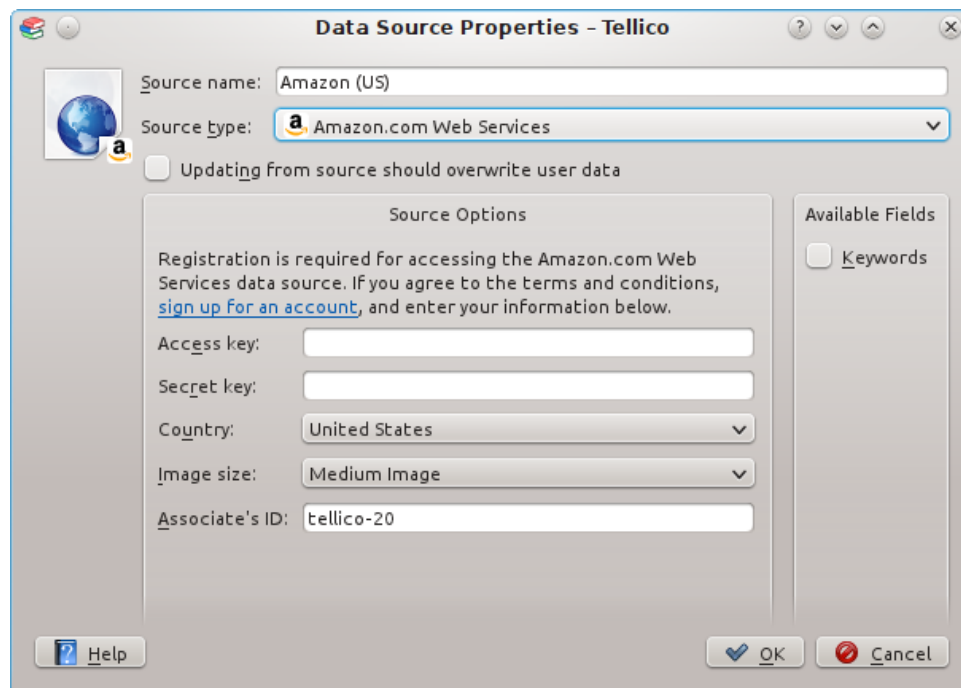 Data Source Properties – Tellico
Source name: Amazon (US)
Source type: Amazon.com Web Services
Updating from source should overwrite user data
Source Options
Registration is required for accessing the Amazon.com Web
Services data source. If you agree to the terms and conditions,
sign up for an account, and enter your information below.
Access key:
Secret key:
Country: United States
Image size: Medium Image
Associate's ID: tellico-20
Available Fields
Keywords
Help
OK
Cancel